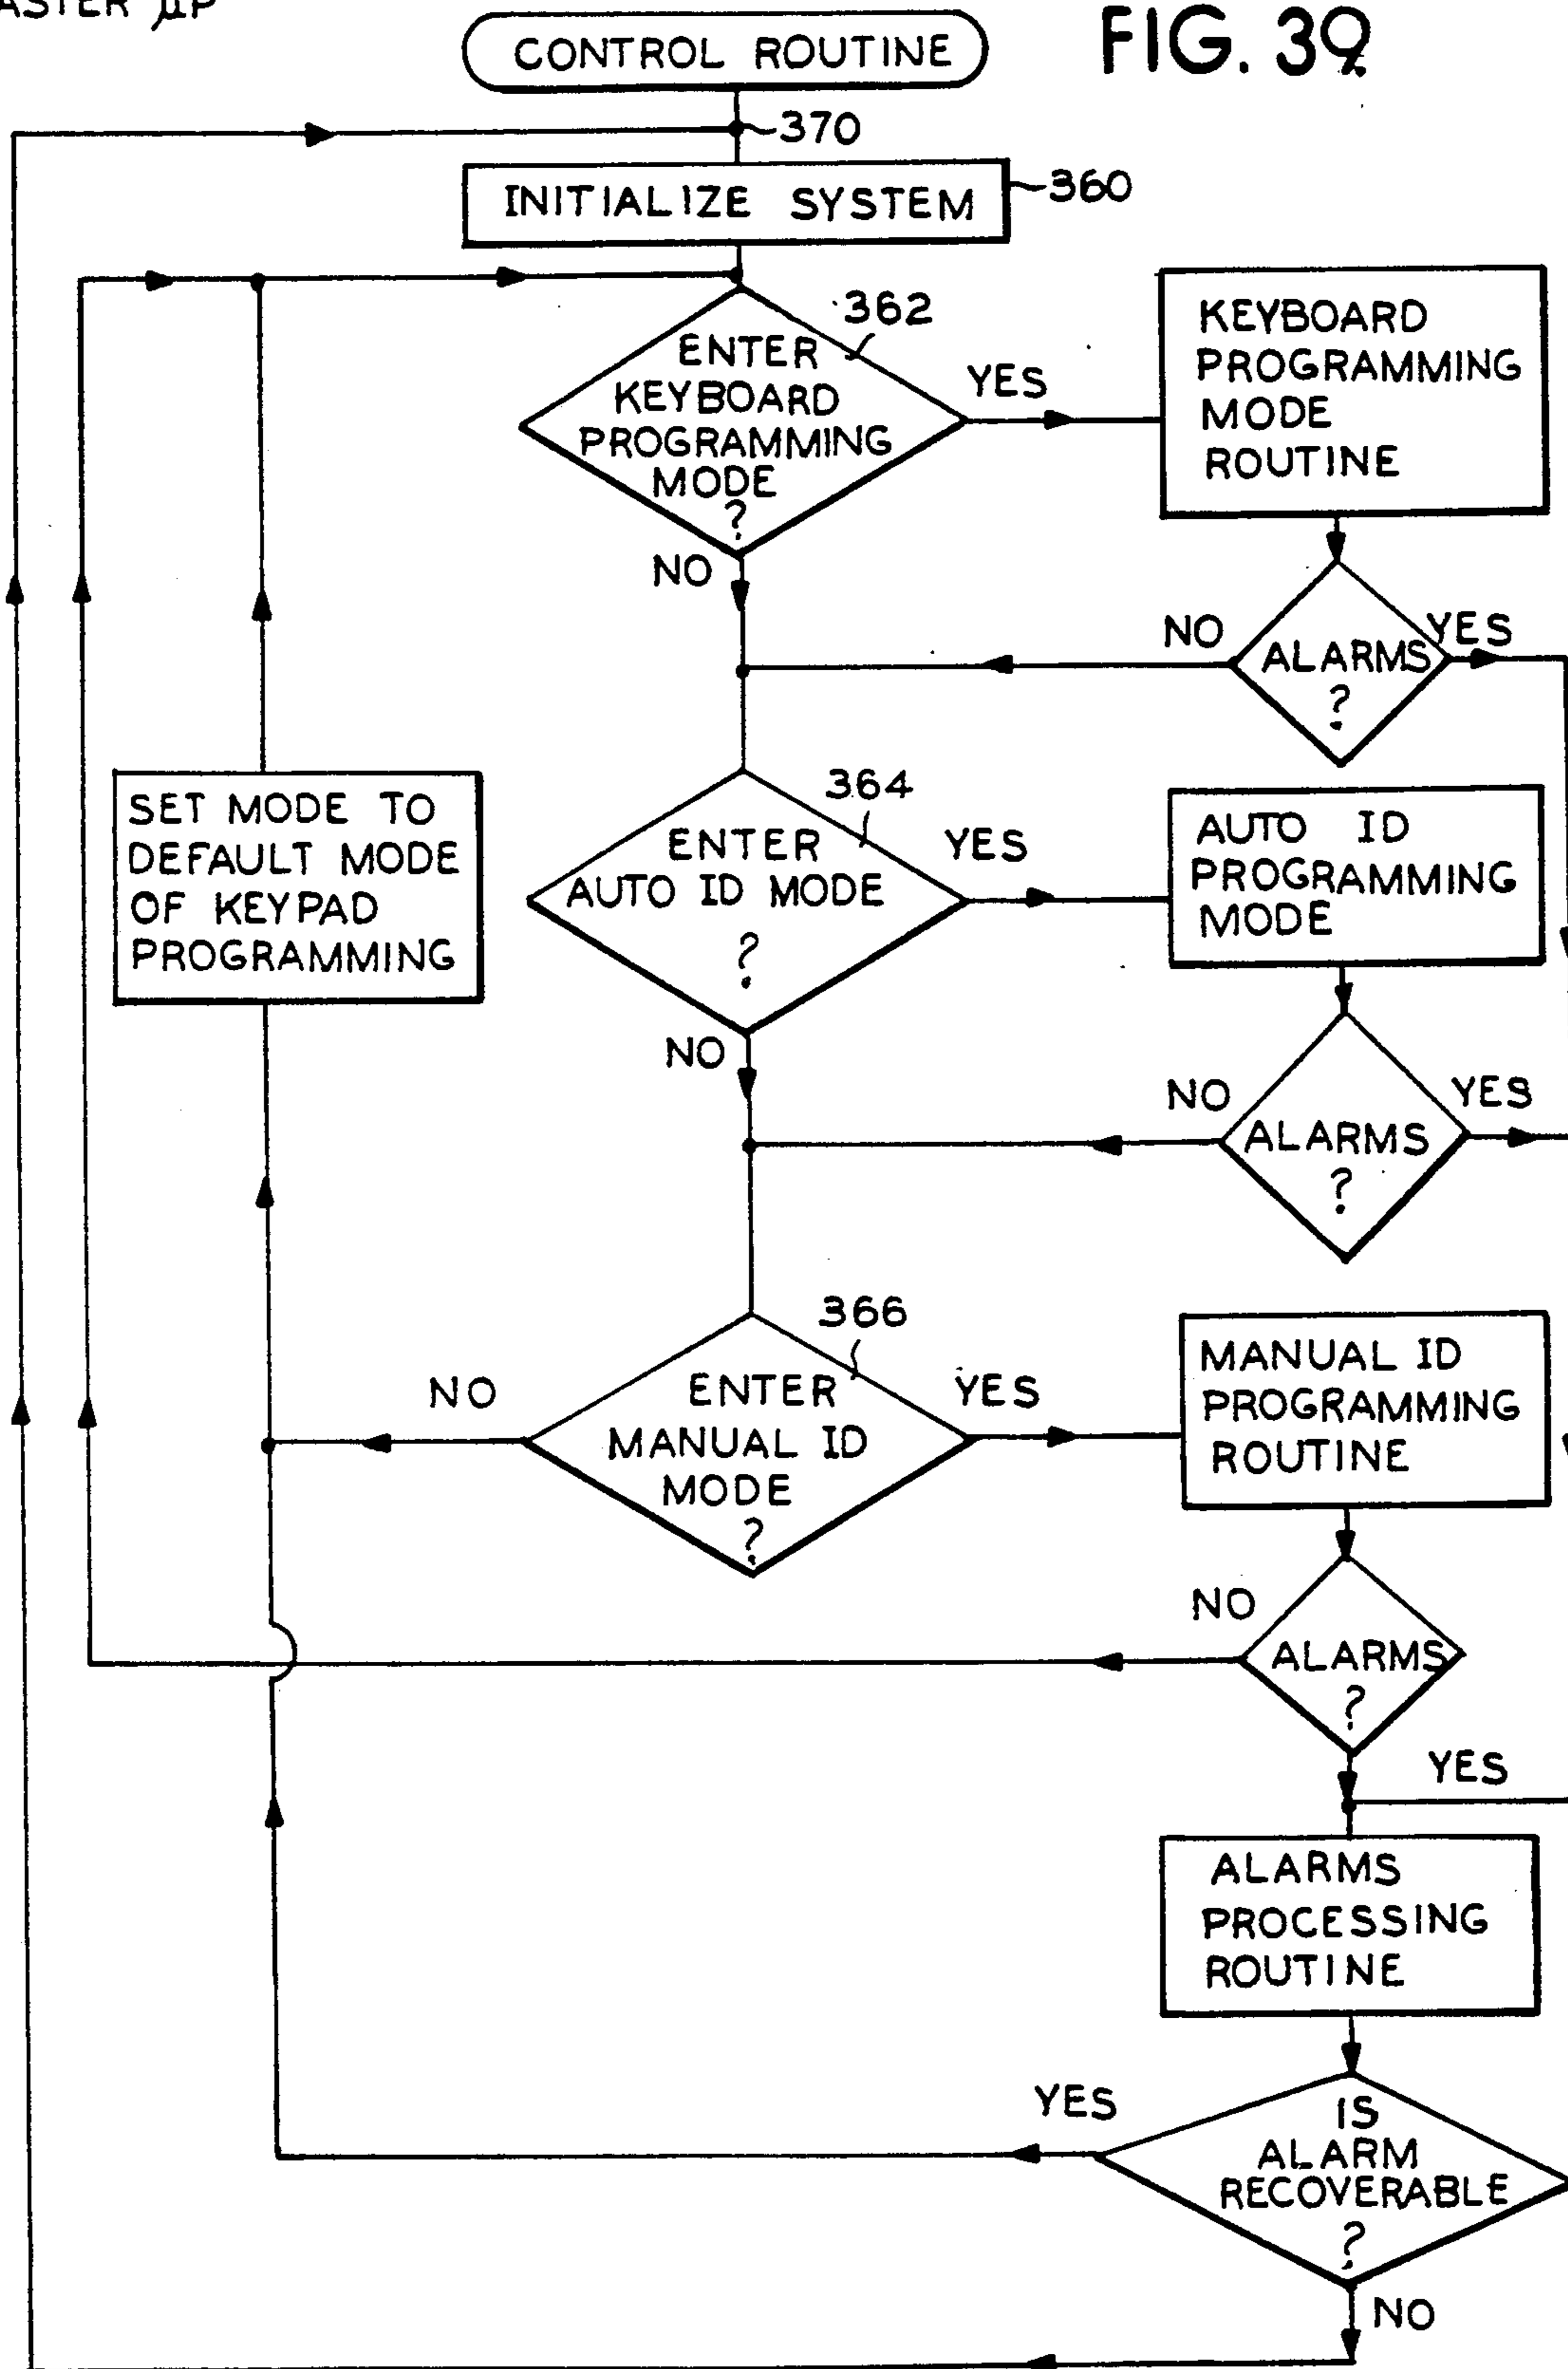 ASTER µP
FIG. 39
CONTROL ROUTINE
370
INITIALIZE SYSTEM
360
362
ENTER
KEYBOARD
PROGRAMMING
MODE
?
YES
NO
KEYBOARD
PROGRAMMING
MODE
ROUTINE
NO
ALARMS
?
YES
SET MODE TO
DEFAULT MODE
OF KEYPAD
PROGRAMMING
364
ENTER
AUTO ID MODE
?
YES
NO
AUTO ID
PROGRAMMING
MODE
NO
ALARMS
?
YES
366
NO
ENTER
MANUAL ID
MODE
?
YES
MANUAL ID
PROGRAMMING
ROUTINE
NO
ALARMS
?
YES
ALARMS
PROCESSING
ROUTINE
YES
IS
ALARM
RECOVERABLE
?
NO